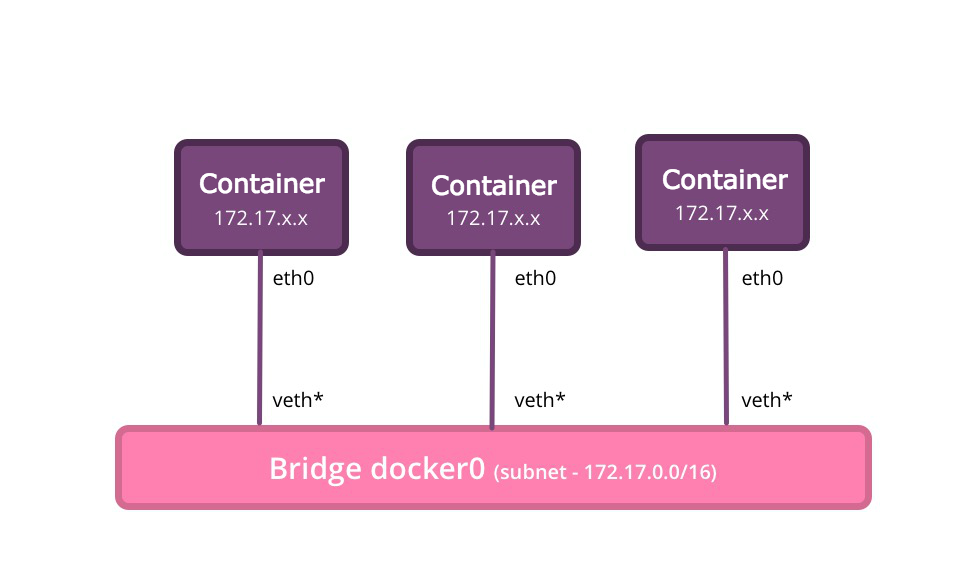 Container
172.17.x.x
Container
172.17.x.x
Container
172.17.x.x
eth0
eth0
eth0
veth*
veth*
veth*
Bridge docker0 (subnet - 172.17.0.0/16)